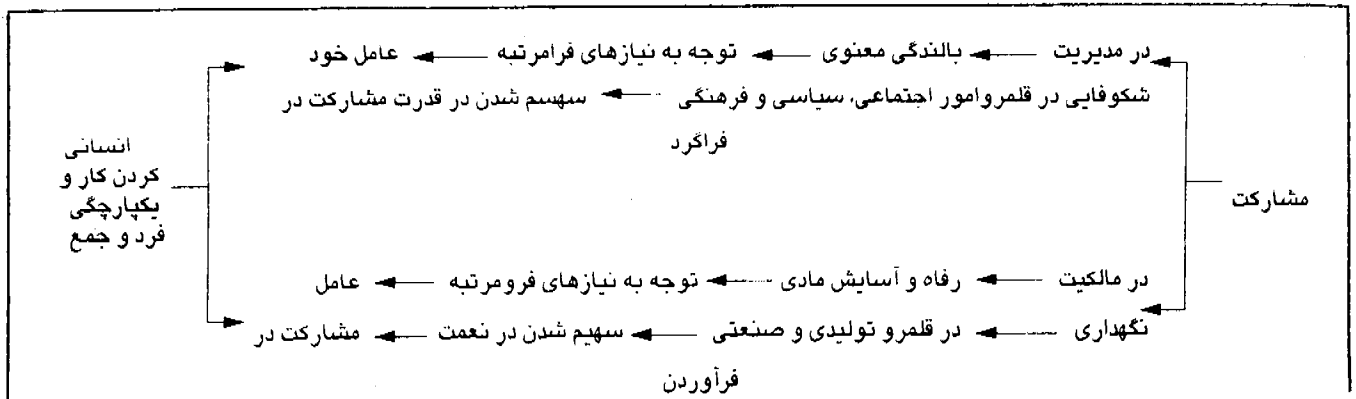 مشارکت
در مدیریت بالندگی معنوی توجه به نیازهای فرامرتبه عامل خود
شکوفایی در قلمروامور اجتماعی، سیاسی و فرهنگی سهسم شدن در قدرت مشارکت در
فراگرد
در مالکیت رفاه و آسایش مادی توجه به نیازهای فرومرتبه عامل
نگهداری در قلمرو تولیدی و صنعتی سهیم شدن در نعمت مشارکت در
فرآوردن
انسانی
کردن کار و
یکپارچگی
فرد و جمع